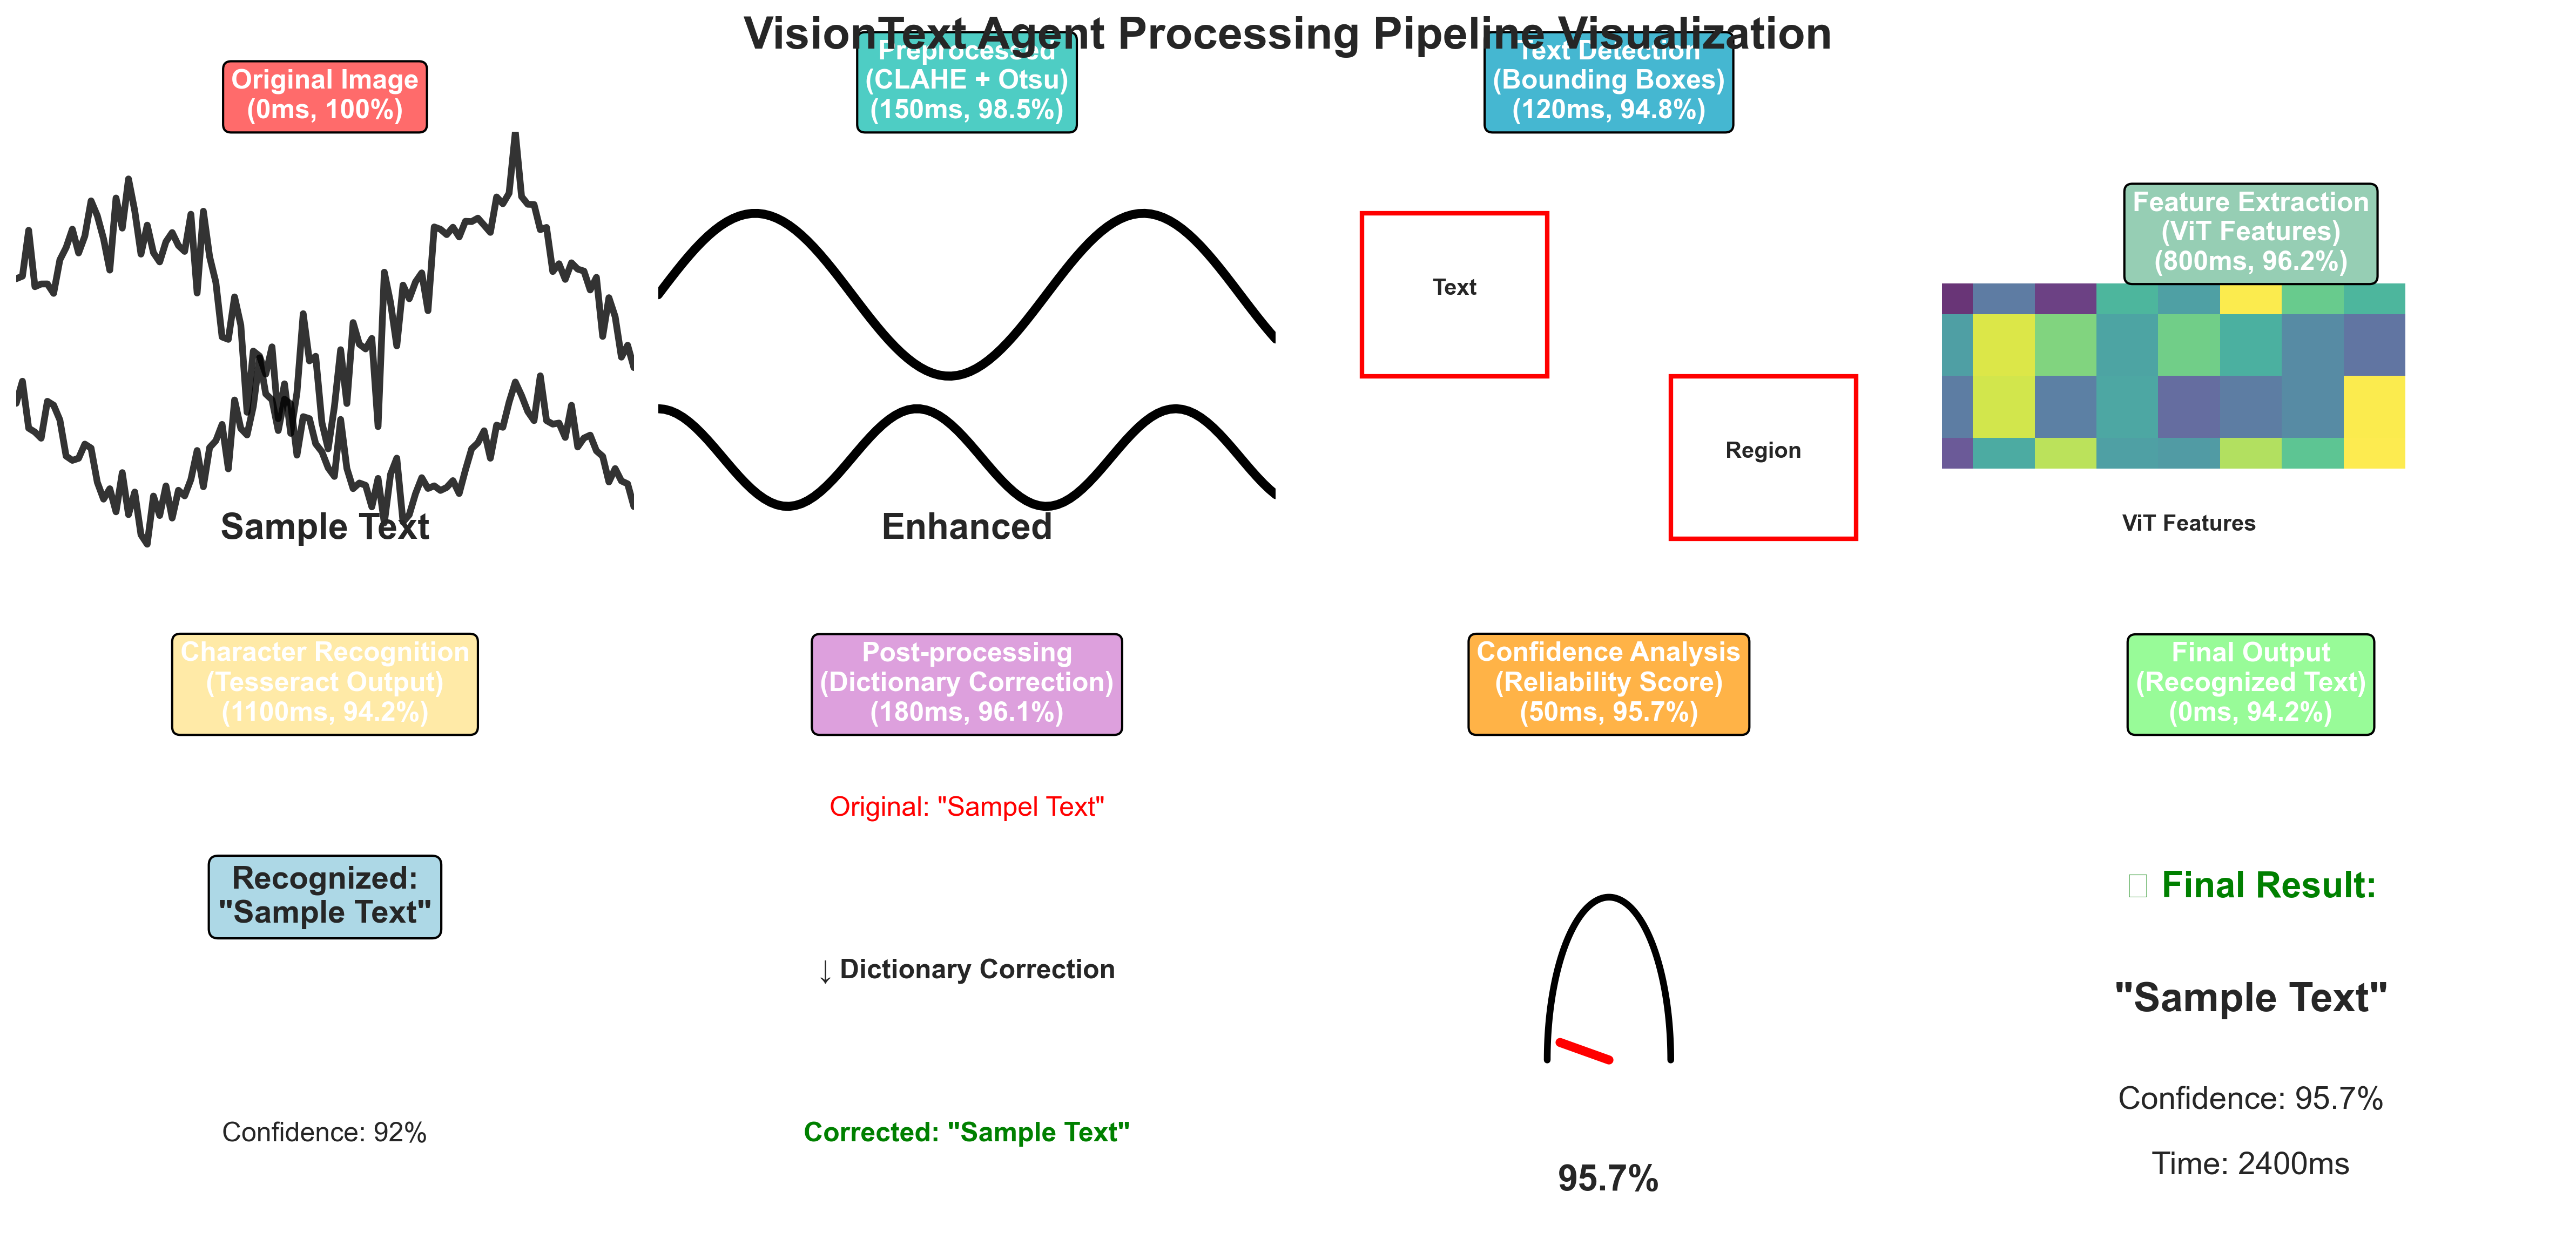 VisionText Agent Processing Pipeline Visualization
Original Image
(0ms, 100%)
Sample Text
Preprocessed
(CLAHE + Otsu)
(150ms, 98.5%)
Enhanced
Text Detection
(Bounding Boxes)
(120ms, 94.8%)
Text
Region
Feature Extraction
(ViT Features)
(800ms, 96.2%)
ViT Features
Character Recognition
(Tesseract Output)
(1100ms, 94.2%)
Recognized:
"Sample Text"
Confidence: 92%
Post-processing
(Dictionary Correction)
(180ms, 96.1%)
Original: "Sampel Text"
↓ Dictionary Correction
Corrected: "Sample Text"
Confidence Analysis
(Reliability Score)
(50ms, 95.7%)
95.7%
Final Output
(Recognized Text)
(0ms, 94.2%)
Final Result:
"Sample Text"
Confidence: 95.7%
Time: 2400ms